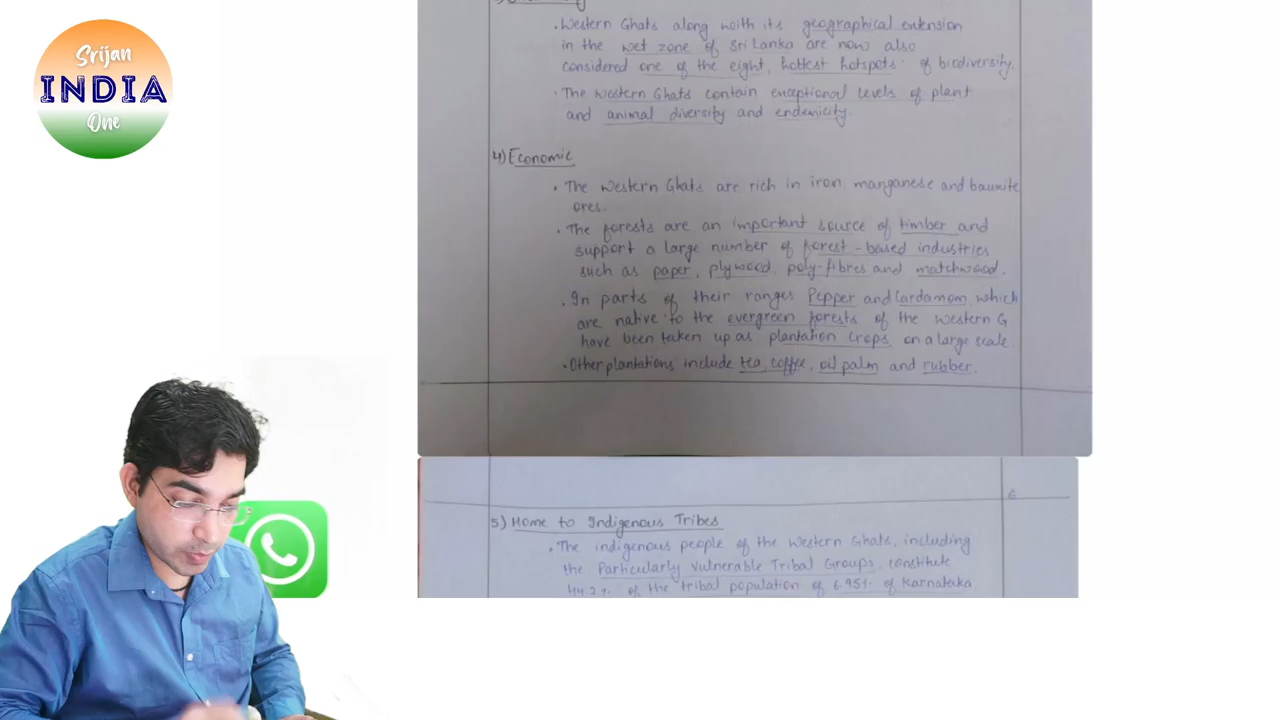 Srijan
INDIA
One
• Western Ghats along with its geographical extension
in the wet zone of Sri Lanka are now also
considered one of the eight, hottest hotspots of biodiversity.
• The Western Ghats contain exceptional levels of plant
and animal diversity and endemicity.
4) Economic
• The Western Ghats are rich in iron, manganese and bauxite
ores.
• The forests are an important source of timber and
support a large number of forest-based industries
such as paper, plywood, poly-fibres and matchwood.
• In parts of their ranges Pepper and Cardamom which
are native to the evergreen forests of the Western G
have been taken up as plantation crops on a large scale.
• Other plantations include tea, coffee, oil palm and rubber.
6
5) Home to Indigenous Tribes
• The indigenous people of the Western Ghats, including
the Particularly Vulnerable Tribal Groups, constitute
44.2% of the tribal population of 6.95% of Karnataka.